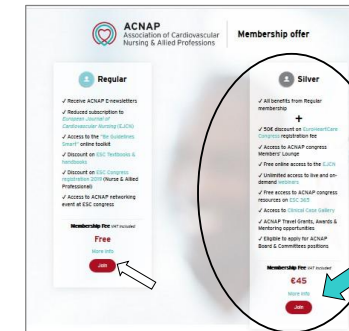 ACNAP
Association of Cardiovascular
Nursing & Allied Professions
Membership offer
Regular
✓ Receive ACNAP E-newsletters
✓ Reduced subscription to
European Journal of
Cardiovascular Nursing (EJCN)
✓ Access to the "Be Guidelines
Smart" online toolkit
✓ Discount on ESC Textbooks &
handbooks
✓ Discount on ESC Congress
registration 2019 (Nurse & Allied
Professional)
✓ Access to ACNAP networking
event at ESC congress
Membership Fee VAT included
Free
More info
Join
Silver
✓ All benefits from Regular
membership
+
✓ 50€ discount on EuroHeartCare
Congress registration fee
✓ Access to ACNAP congress
Members' Lounge
✓ Free online access to the EJCN
✓ Unlimited access to live and on-
demand webinars
✓ Free access to ACNAP congress
resources on ESC 365
✓ Access to Clinical Case Gallery
✓ ACNAP Travel Grants, Awards &
Mentoring opportunities
✓ Eligible to apply for ACNAP
Board & Committees positions
Membership Fee VAT included
€45
More info
Join